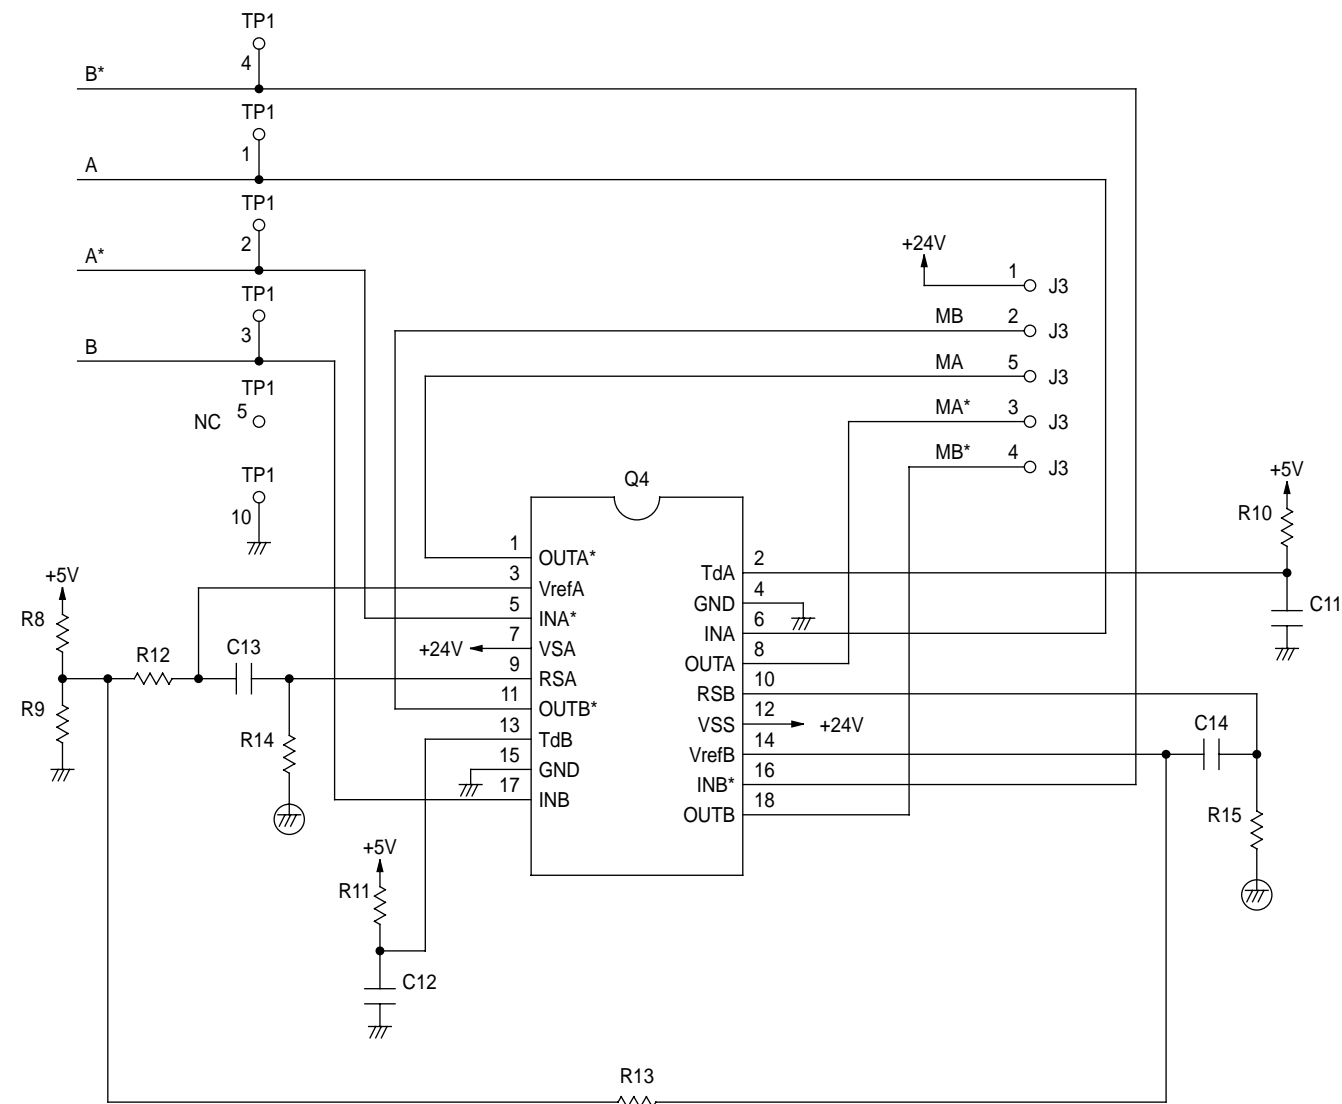 TP1
4
B*
TP1
1
A
TP1
2
A*
TP1
3
B
TP1
5
NC
TP1
10
+24V
1 J3
MB 2 J3
MA 5 J3
MA* 3 J3
MB* 4 J3
Q4
1 OUTA*
3 VrefA
5 INA*
+24V 7 VSA
9 RSA
11 OUTB*
13 TdB
15 GND
17 INB
TdA 2
GND 4
INA 6
OUTA 8
RSB 10
VSS 12 +24V
VrefB 14
INB* 16
OUTB 18
+5V
R10
C11
+5V
R8
R12
C13
R9
R14
C14
R15
+5V
R11
C12
R13